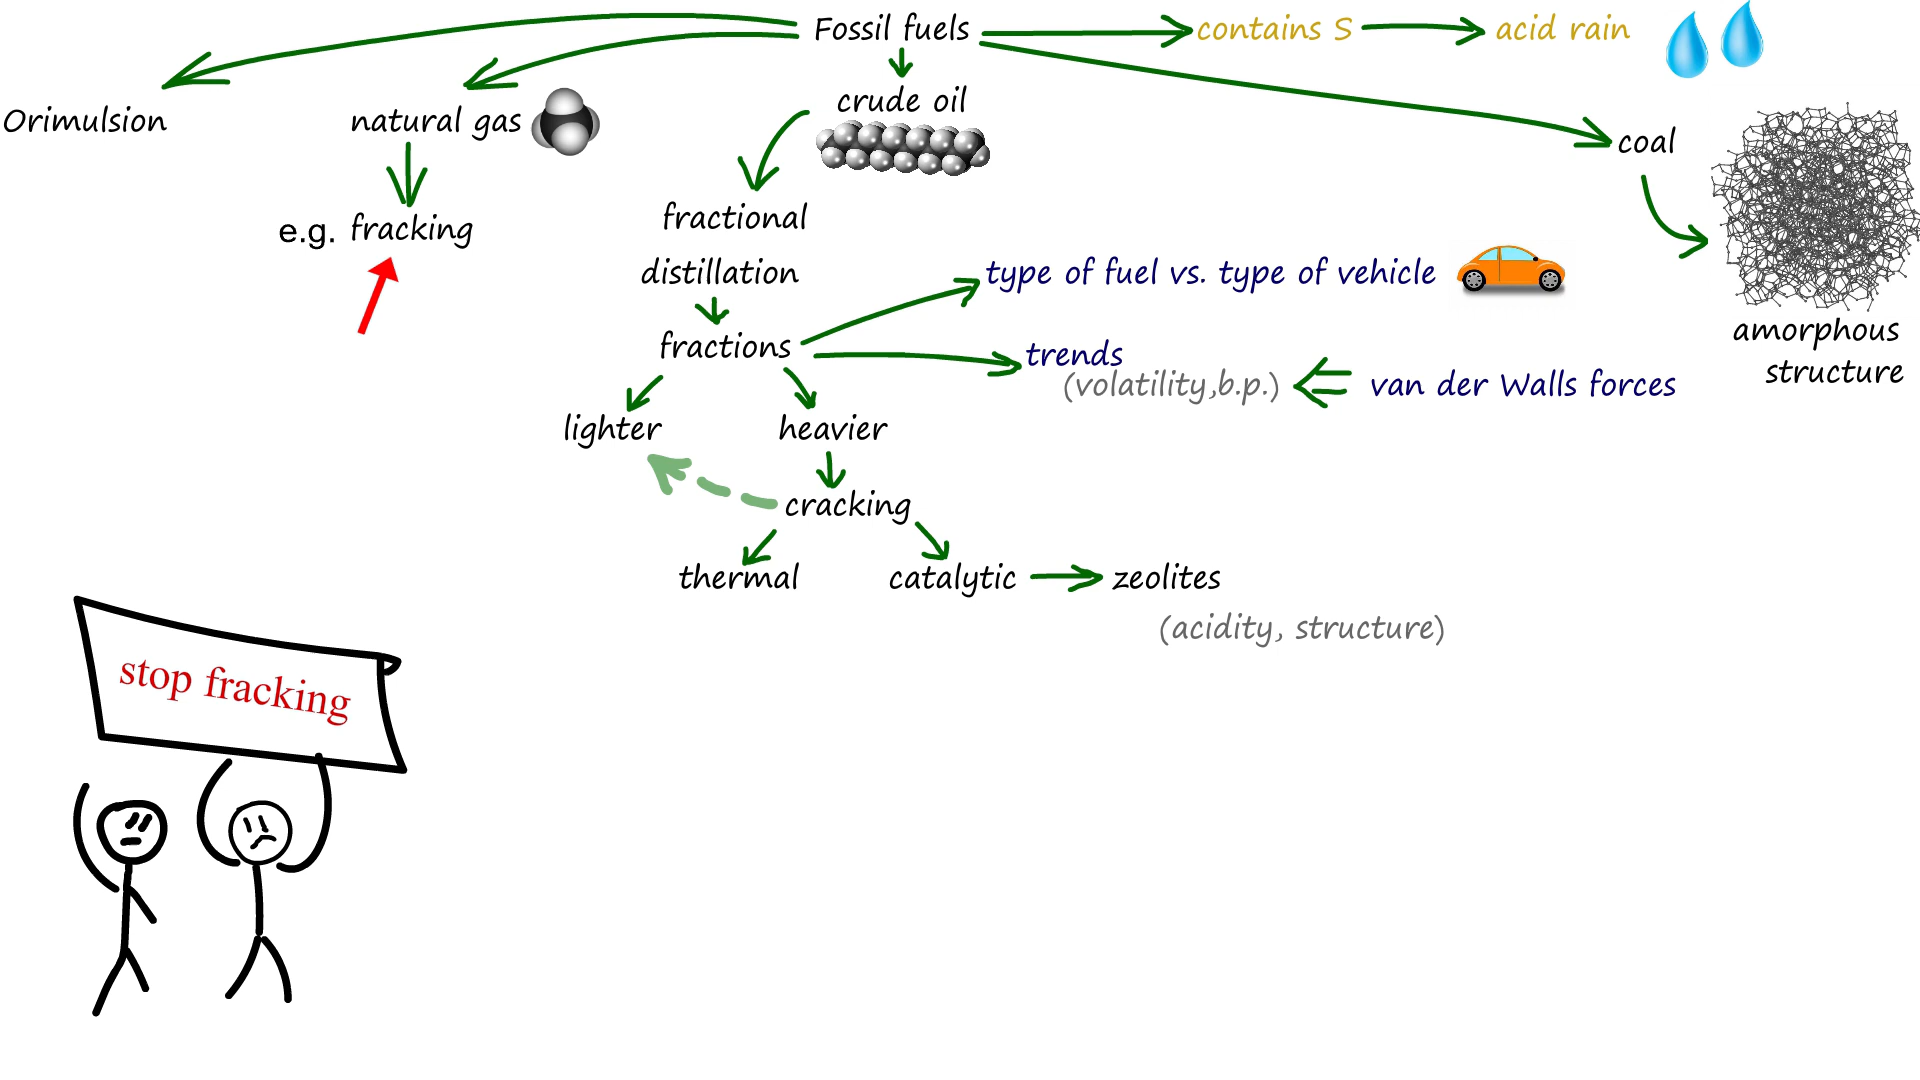 Fossil fuels
contains S
acid rain
Orimulsion
natural gas
crude oil
coal
e.g. fracking
fractional
distillation
type of fuel vs. type of vehicle
fractions
trends
(volatility,b.p.)
van der Walls forces
amorphous
structure
lighter
heavier
cracking
thermal
catalytic
zeolites
(acidity, structure)
stop fracking